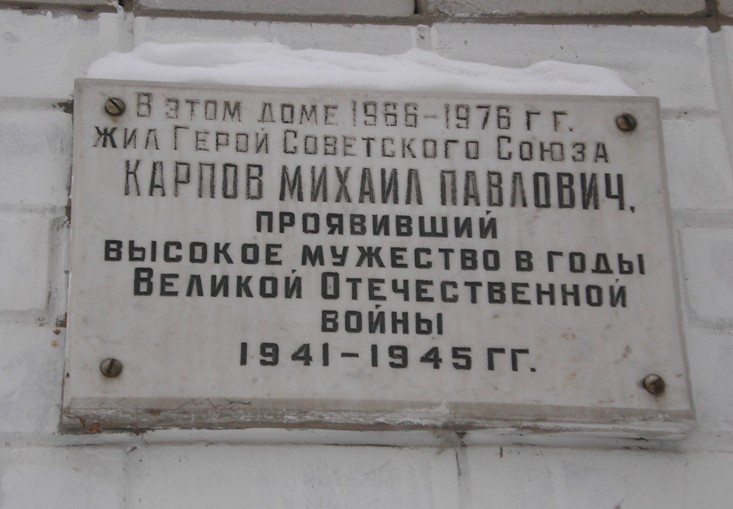 В этом доме 1966-1976 гг.
жил Герой Советского Союза
КАРПОВ МИХАИЛ ПАВЛОВИЧ,
проявивший
высокое мужество в годы
Великой Отечественной
войны
1941-1945 гг.